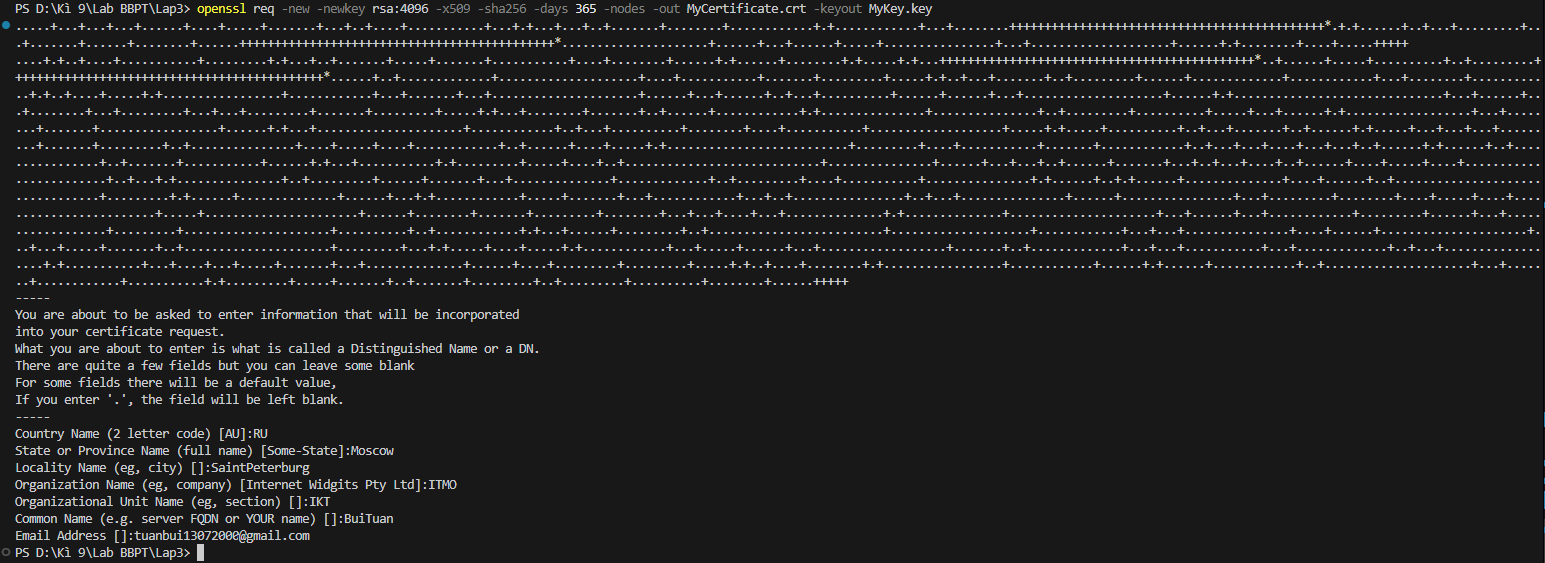 PS D:\Kì 9\Lab BBPT\Lap3> openssl req -new -newkey rsa:4096 -x509 -sha256 -days 365 -nodes -out MyCertificate.crt -keyout MyKey.key
-----
You are about to be asked to enter information that will be incorporated
into your certificate request.
What you are about to enter is what is called a Distinguished Name or a DN.
There are quite a few fields but you can leave some blank
For some fields there will be a default value,
If you enter '.', the field will be left blank.
-----
Country Name (2 letter code) [AU]:RU
State or Province Name (full name) [Some-State]:Moscow
Locality Name (eg, city) []:SaintPeterburg
Organization Name (eg, company) [Internet Widgits Pty Ltd]:ITMO
Organizational Unit Name (eg, section) []:IKT
Common Name (e.g. server FQDN or YOUR name) []:BuiTuan
Email Address []:tuanbui13072000@gmail.com
PS D:\Kì 9\Lab BBPT\Lap3>